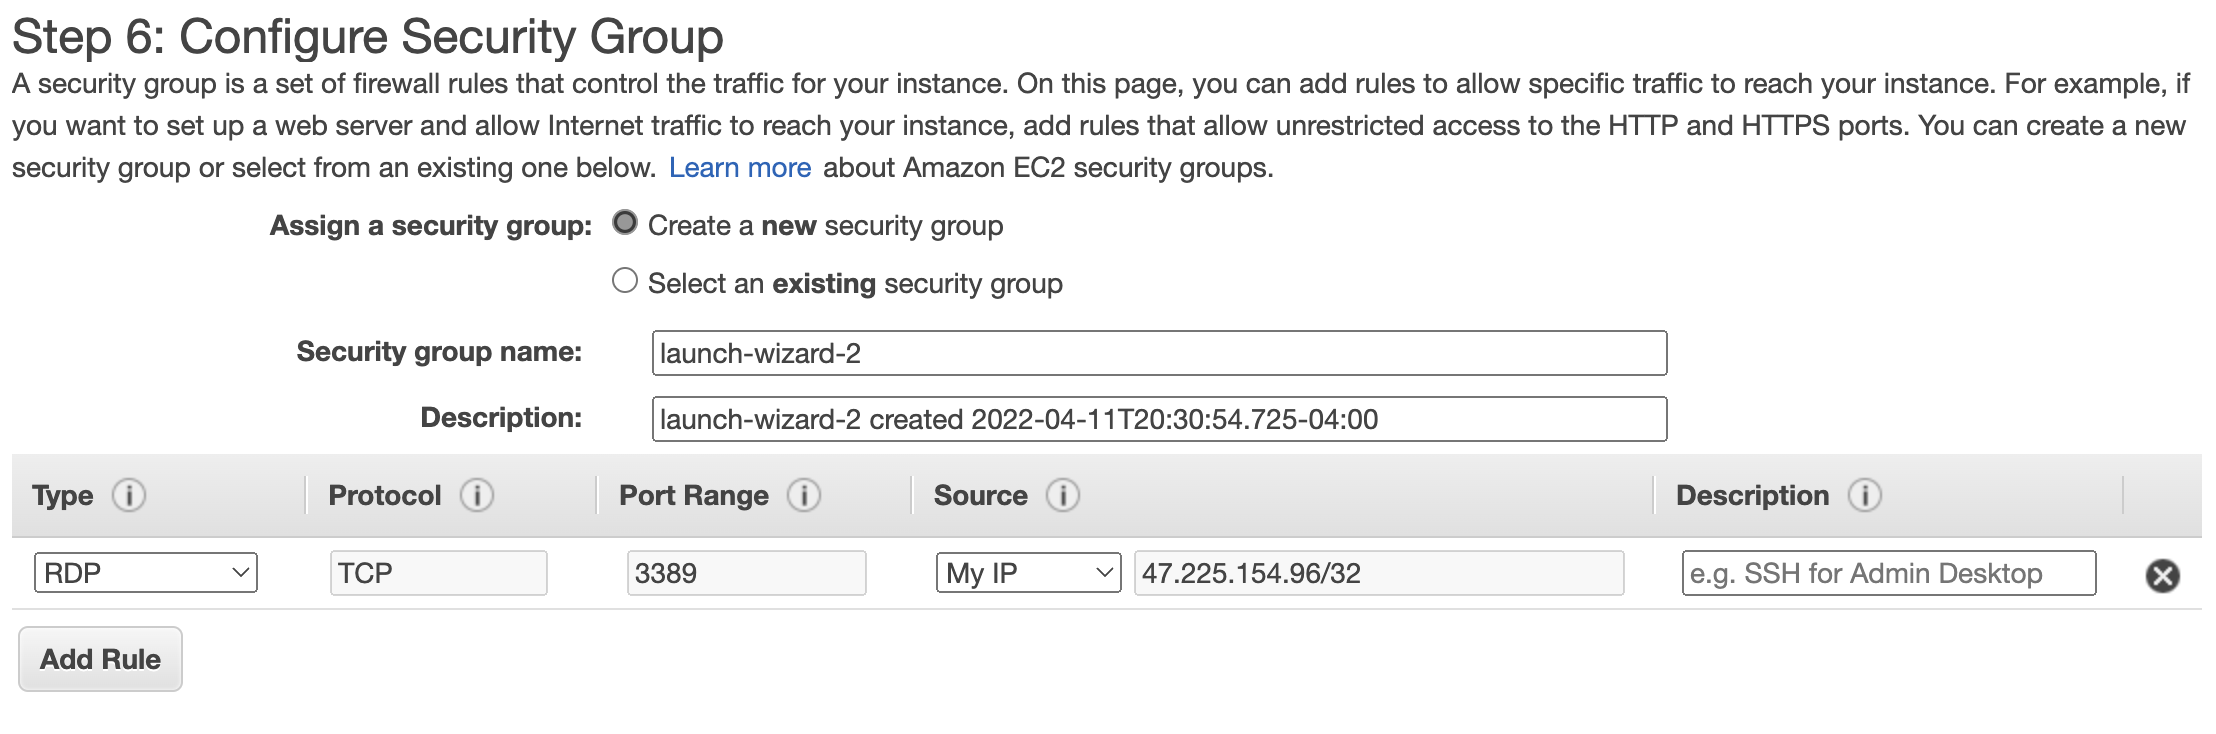 Step 6: Configure Security Group
A security group is a set of firewall rules that control the traffic for your instance. On this page, you can add rules to allow specific traffic to reach your instance. For example, if
you want to set up a web server and allow Internet traffic to reach your instance, add rules that allow unrestricted access to the HTTP and HTTPS ports. You can create a new
security group or select from an existing one below. Learn more about Amazon EC2 security groups.
Assign a security group: Create a new security group
Select an existing security group
Security group name: launch-wizard-2
Description: launch-wizard-2 created 2022-04-11T20:30:54.725-04:00
Type i Protocol i Port Range i Source i Description i
RDP TCP 3389 My IP 47.225.154.96/32 e.g. SSH for Admin Desktop
Add Rule